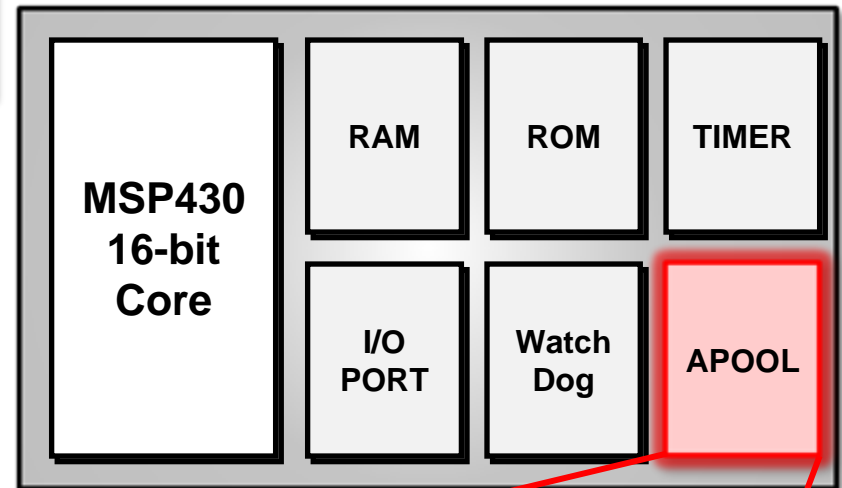 MSP430
16-bit
Core
RAM
ROM
TIMER
I/O
PORT
Watch
Dog
APOOL